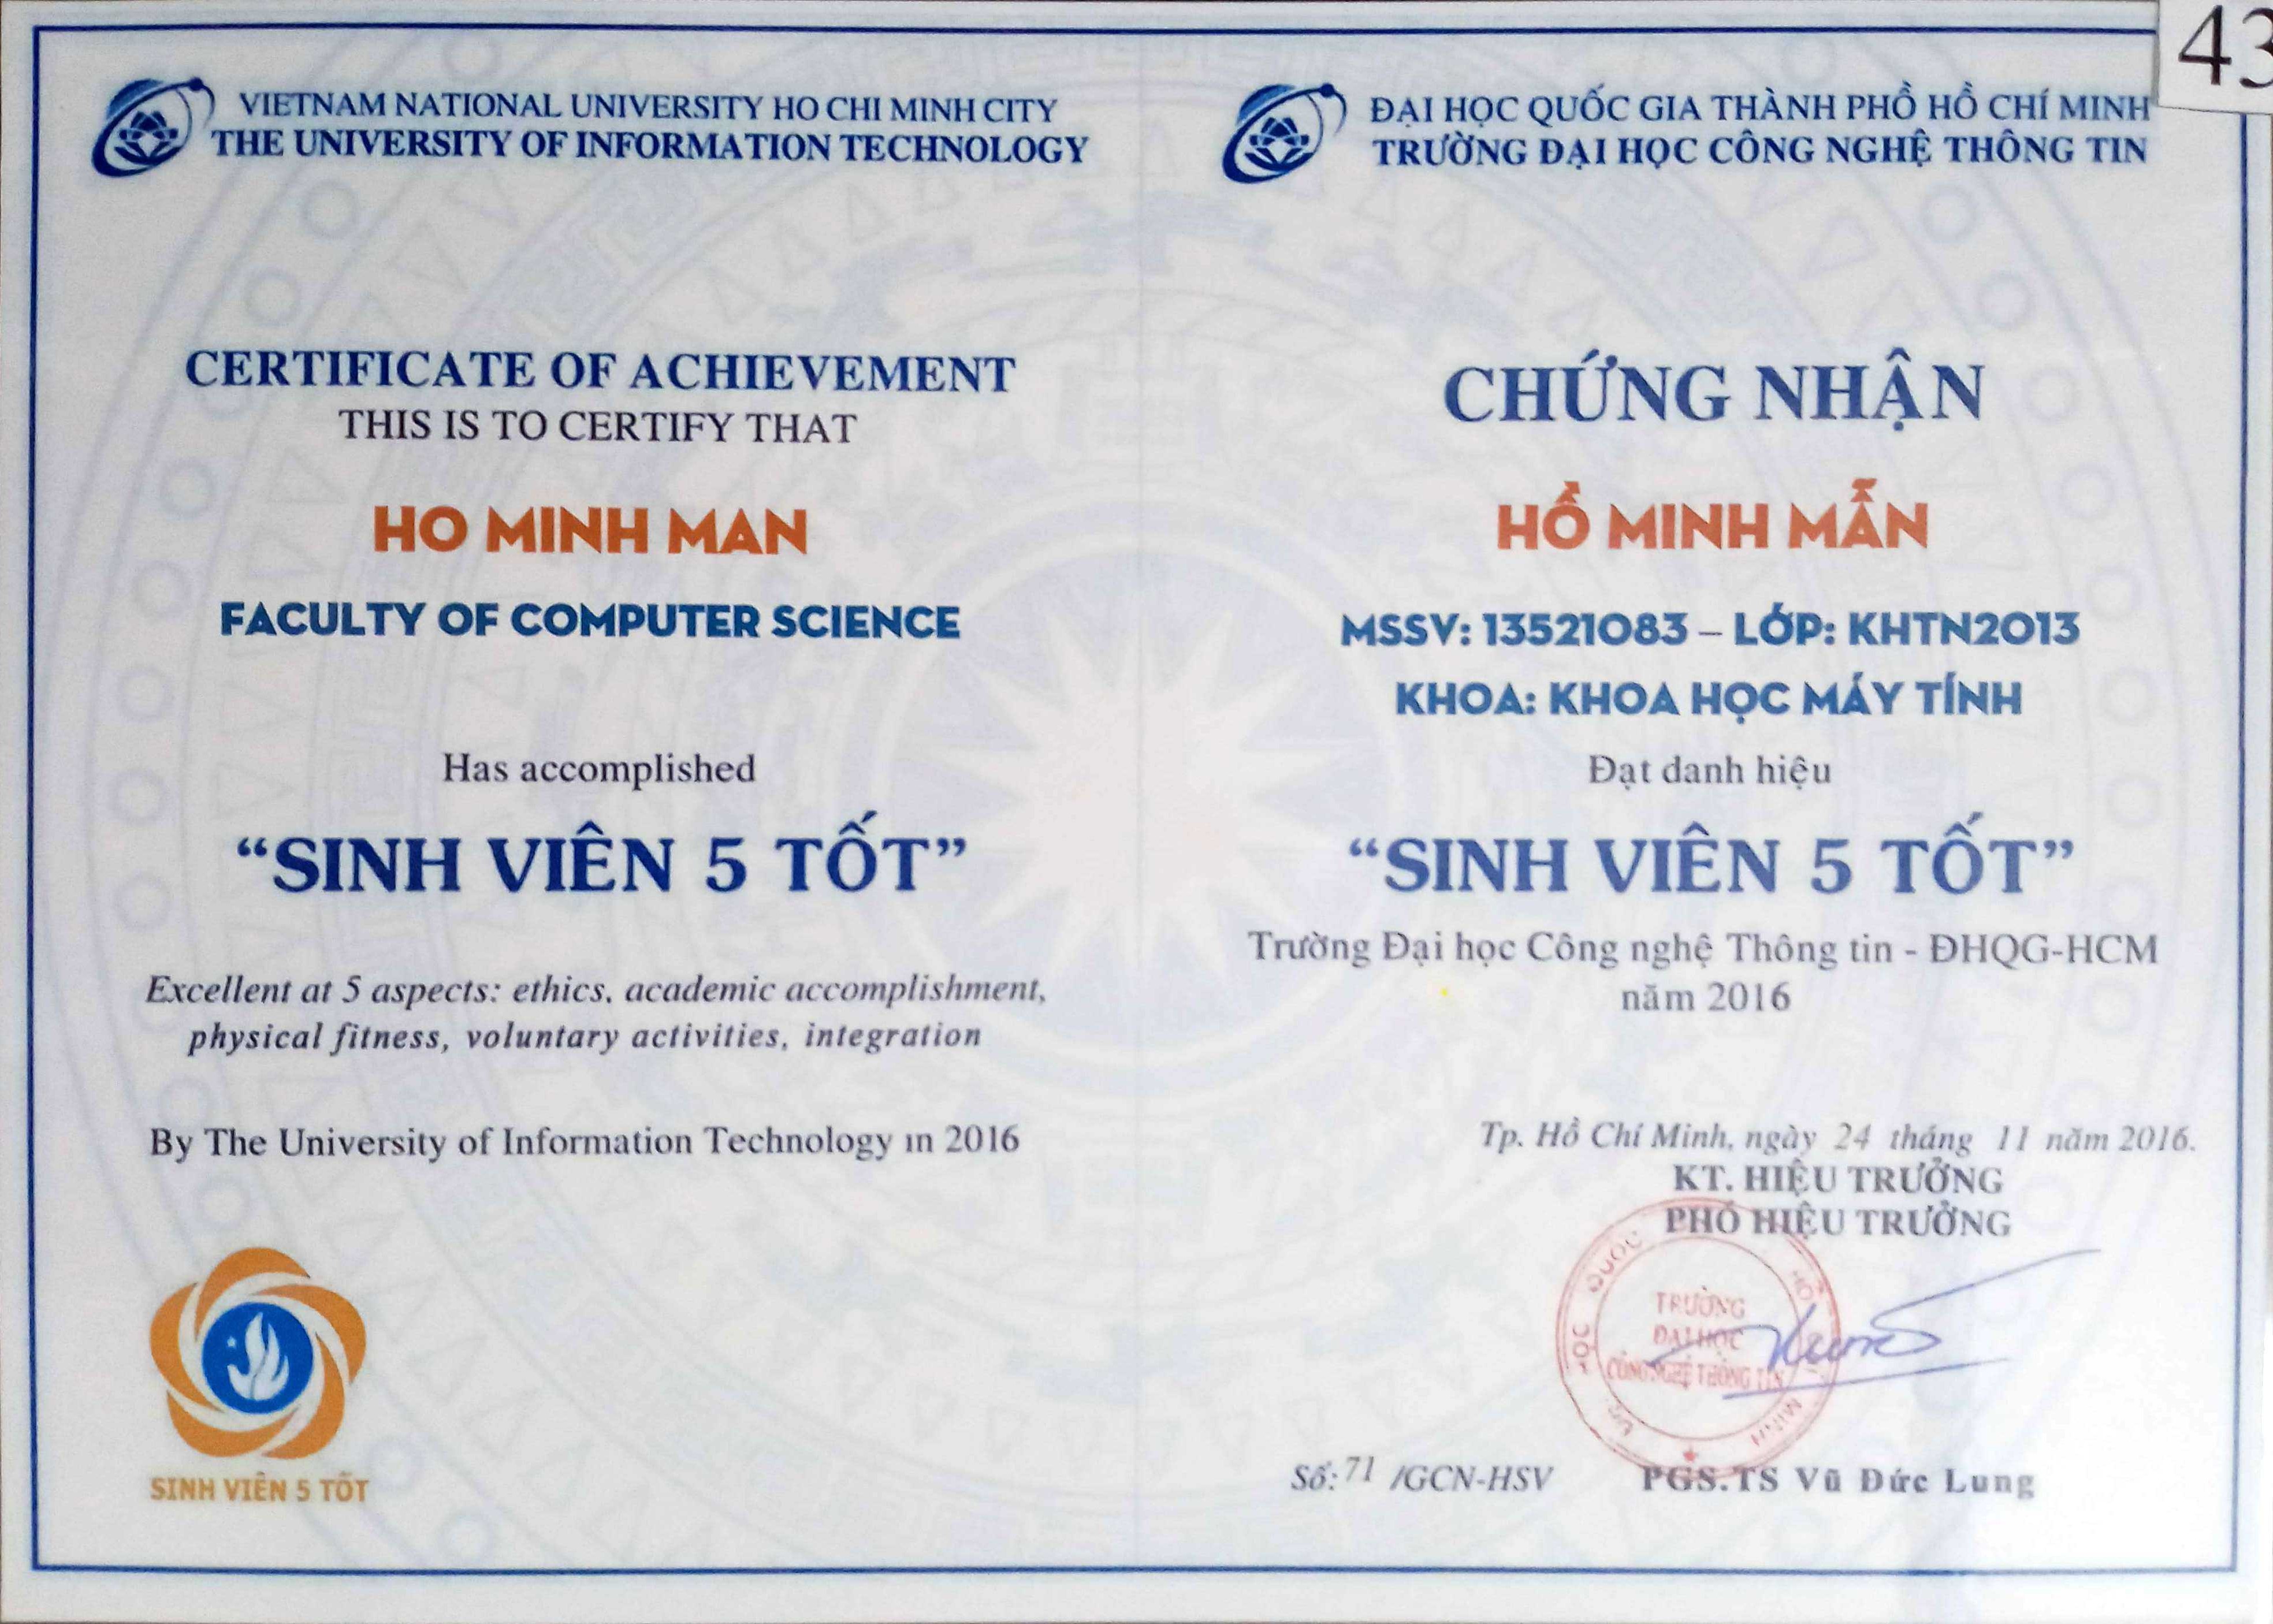 43
VIETNAM NATIONAL UNIVERSITY HO CHI MINH CITY
THE UNIVERSITY OF INFORMATION TECHNOLOGY
CERTIFICATE OF ACHIEVEMENT
THIS IS TO CERTIFY THAT
HO MINH MAN
FACULTY OF COMPUTER SCIENCE
Has accomplished
“SINH VIÊN 5 TỐT”
Excellent at 5 aspects: ethics, academic accomplishment,
physical fitness, voluntary activities, integration
By The University of Information Technology in 2016
SINH VIÊN 5 TỐT
ĐẠI HỌC QUỐC GIA THÀNH PHỒ HỒ CHÍ MINH
TRƯỜNG ĐẠI HỌC CÔNG NGHỆ THÔNG TIN
CHỨNG NHẬN
HỒ MINH MẪN
MSSV: 13521083 – LỚP: KHTN2013
KHOA: KHOA HỌC MÁY TÍNH
Đạt danh hiệu
“SINH VIÊN 5 TỐT”
Trường Đại học Công nghệ Thông tin - ĐHQG-HCM
năm 2016
Tp. Hồ Chí Minh, ngày 24 tháng 11 năm 2016.
KT. HIỆU TRƯỞNG
PHÓ HIỆU TRƯỞNG
HỌC QUỐC
HỒ
MINH
TRƯỜNG
ĐẠI HỌC
CÔNG NGHỆ THÔNG TIN
Số: 71 /GCN-HSV
PGS.TS Vũ Đức Lung